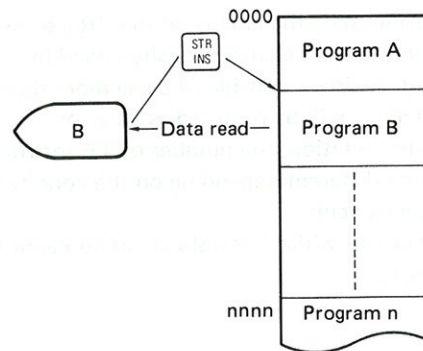 0000
STR
INS
Program A
B
Data read
Program B
nnnn
Program n